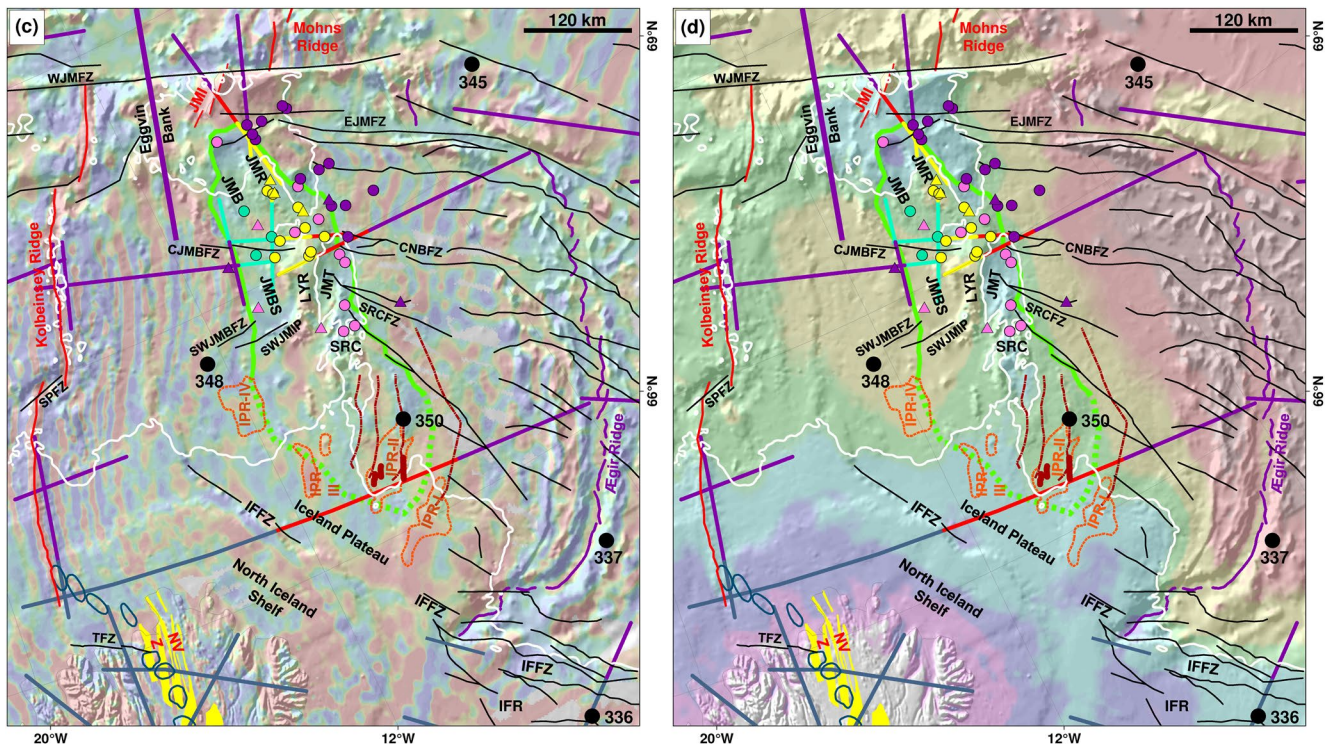 (c)
120 km
Mohns
Ridge
WJMFZ
345
JMI
Eggvin
Bank
EJMFZ
JMR
JMB
CJMBFZ
CNBFZ
Kolbeinsey Ridge
JMBS
LYR
JMT
SRCFZ
SWJMBFZ
SWJMIP
SRC
348
SPFZ
IPR-IV
350
IPR-II
IPR
III
IPR-I
Ægir Ridge
IFFZ
Iceland Plateau
337
North Iceland
Shelf
IFFZ
TFZ
NV
Z
IFFZ
IFR
336
20°W
12°W
69°N
66°N
(d)
120 km
Mohns
Ridge
WJMFZ
345
JMI
Eggvin
Bank
EJMFZ
JMR
JMB
CJMBFZ
CNBFZ
Kolbeinsey Ridge
JMBS
LYR
JMT
SRCFZ
SWJMBFZ
SWJMIP
SRC
348
SPFZ
IPR-IV
350
IPR-II
IPR
III
IPR-I
Ægir Ridge
IFFZ
Iceland Plateau
337
North Iceland
Shelf
IFFZ
TFZ
NV
Z
IFFZ
IFR
336
20°W
12°W
69°N
66°N